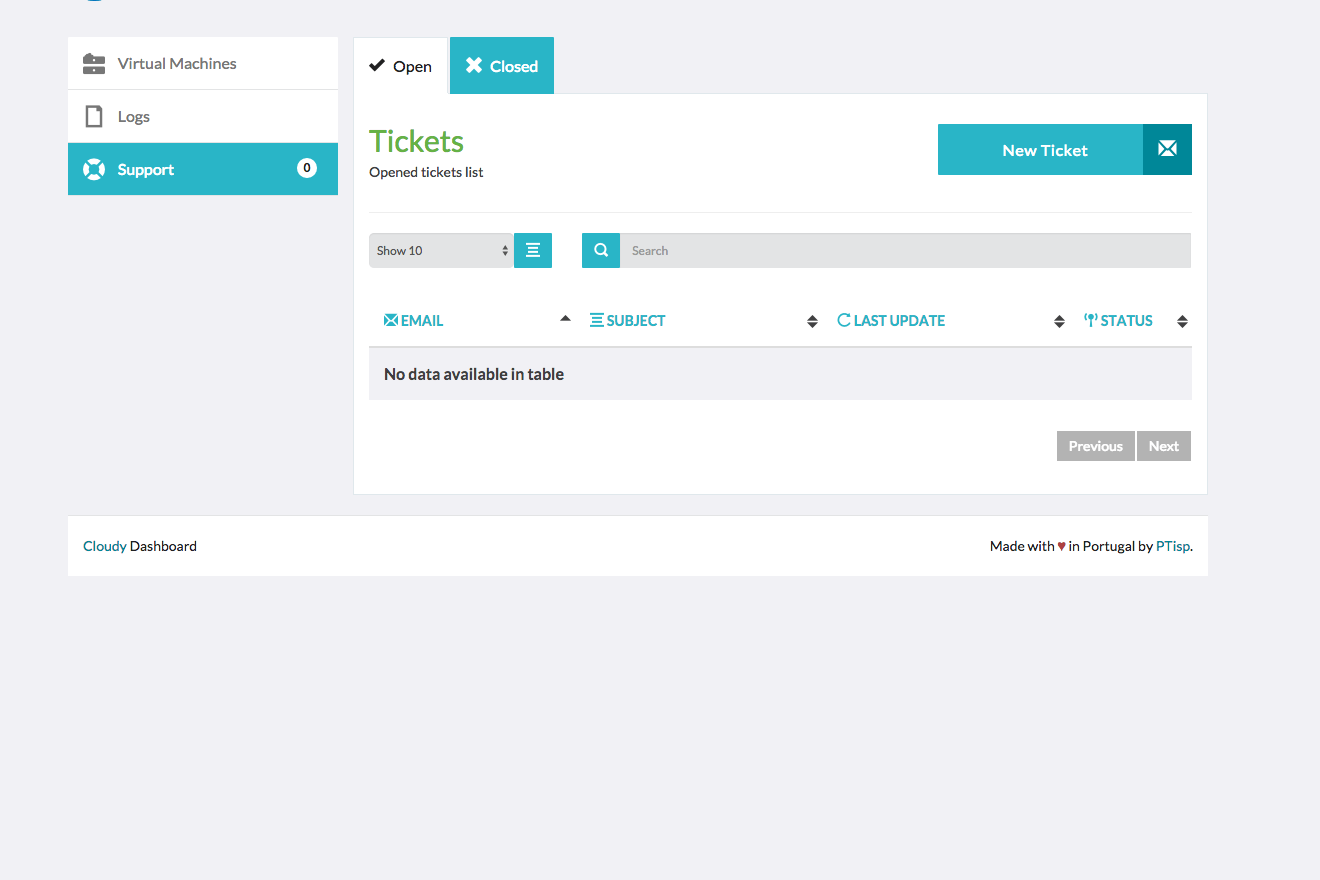 Virtual Machines
Logs
Support 0
Open Closed
Tickets
Opened tickets list
New Ticket
Show 10 Search
EMAIL SUBJECT LAST UPDATE STATUS
No data available in table
Previous Next
Cloudy Dashboard Made with ♥ in Portugal by PTisp.